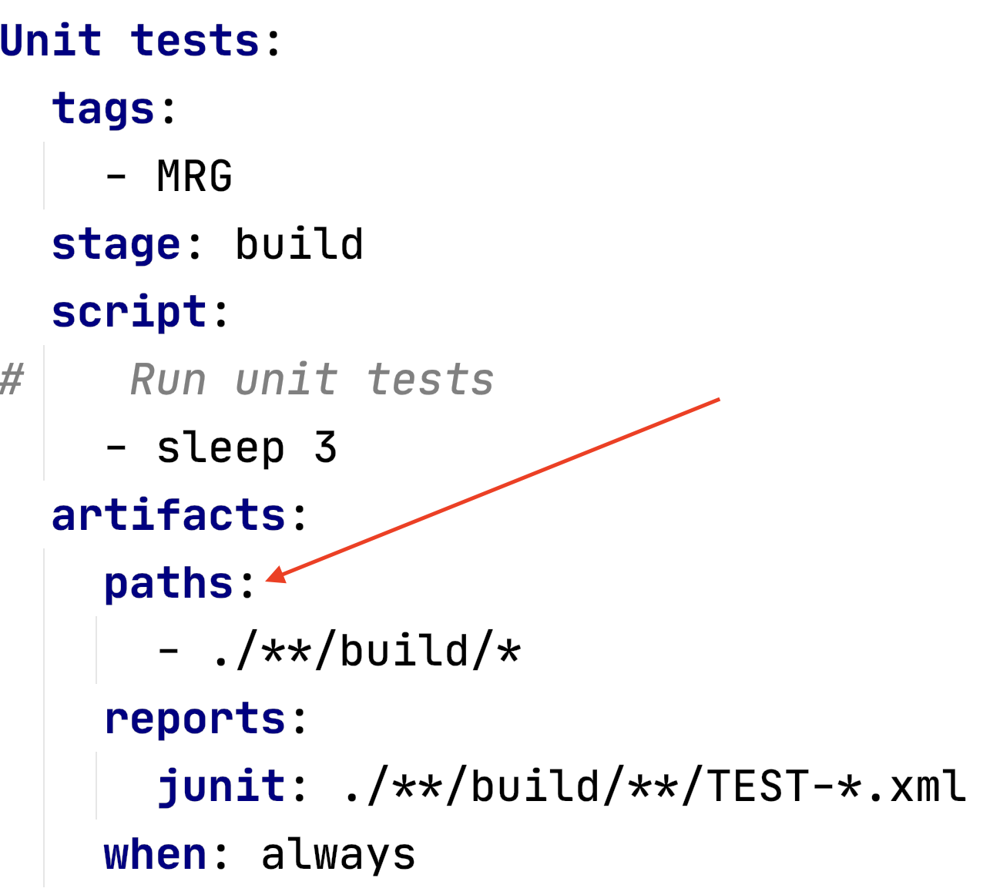 Unit tests:
tags:
- MRG
stage: build
script:
# Run unit tests
- sleep 3
artifacts:
paths:
- ./**/build/*
reports:
junit: ./**/build/**/TEST-*.xml
when: always